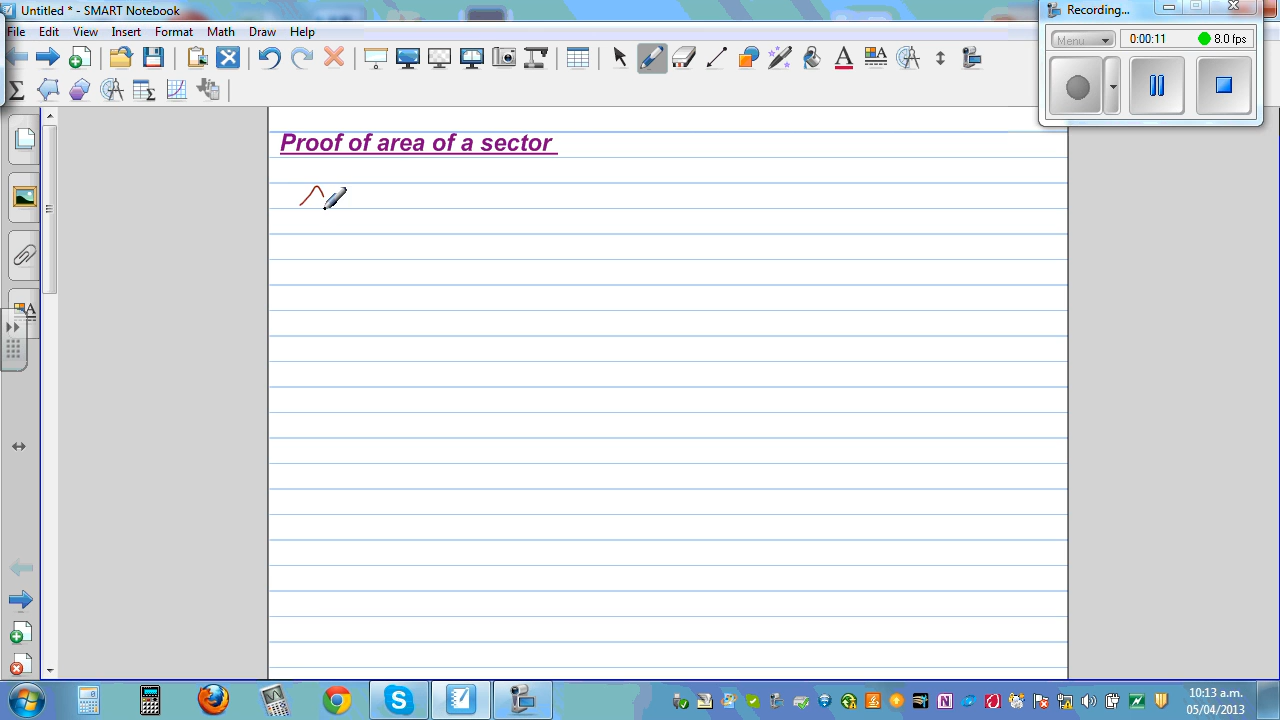 Untitled * - SMART Notebook
Recording...
File Edit View Insert Format Math Draw Help
Menu 0:00:11 8.0 fps
Proof of area of a sector
10:13 a.m.
05/04/2013